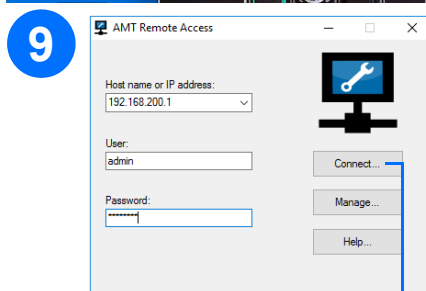 9
AMT Remote Access
Host name or IP address:
192.168.200.1
User:
admin
Connect...
Password:
********
Manage...
Help...